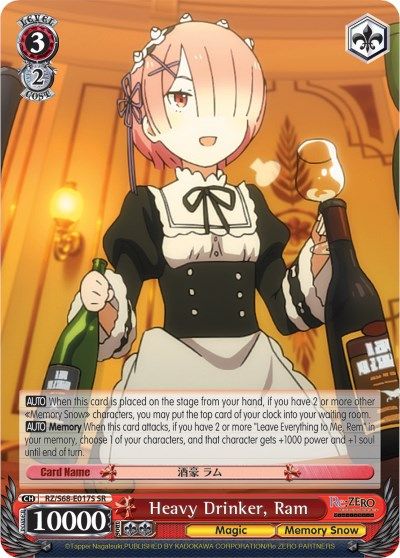 LEVEL
3
2
COST
AUTO When this card is placed on the stage from your hand, if you have 2 or more other
«Memory Snow» characters, you may put the top card of your clock into your waiting room.
AUTO Memory When this card attacks, if you have 2 or more "Leave Everything to Me, Rem" in
your memory, choose 1 of your characters, and that character gets +1000 power and +1 soul
until end of turn.
Card Name
酒豪 ラム
CH RZ/S68-E017S SR
Heavy Drinker, Ram
Re:ZERO
POWER
10000
SOUL
Magic
Memory Snow
©Tappei Nagatsuki,PUBLISHED BY KADOKAWA CORPORATION/Re:ZERO PARTNERS